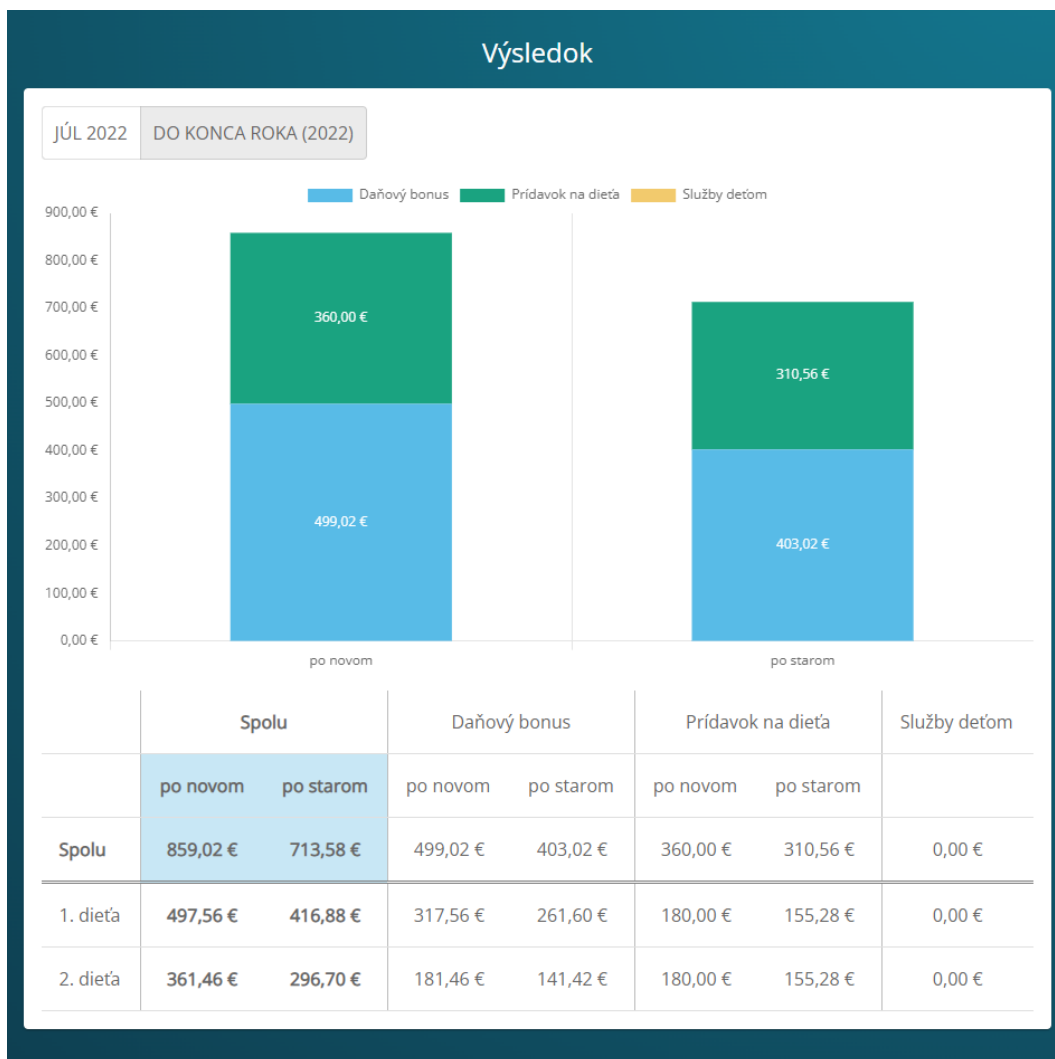 Výsledok
JÚL 2022 DO KONCA ROKA (2022)
Daňový bonus Prídavok na dieťa Služby deťom
900,00 €
800,00 €
700,00 €
600,00 €
500,00 €
400,00 €
300,00 €
200,00 €
100,00 €
0,00 €
360,00 €
499,02 €
310,56 €
403,02 €
po novom po starom
Spolu Daňový bonus Prídavok na dieťa Služby deťom
po novom po starom po novom po starom po novom po starom
Spolu 859,02 € 713,58 € 499,02 € 403,02 € 360,00 € 310,56 € 0,00 €
1. dieťa 497,56 € 416,88 € 317,56 € 261,60 € 180,00 € 155,28 € 0,00 €
2. dieťa 361,46 € 296,70 € 181,46 € 141,42 € 180,00 € 155,28 € 0,00 €